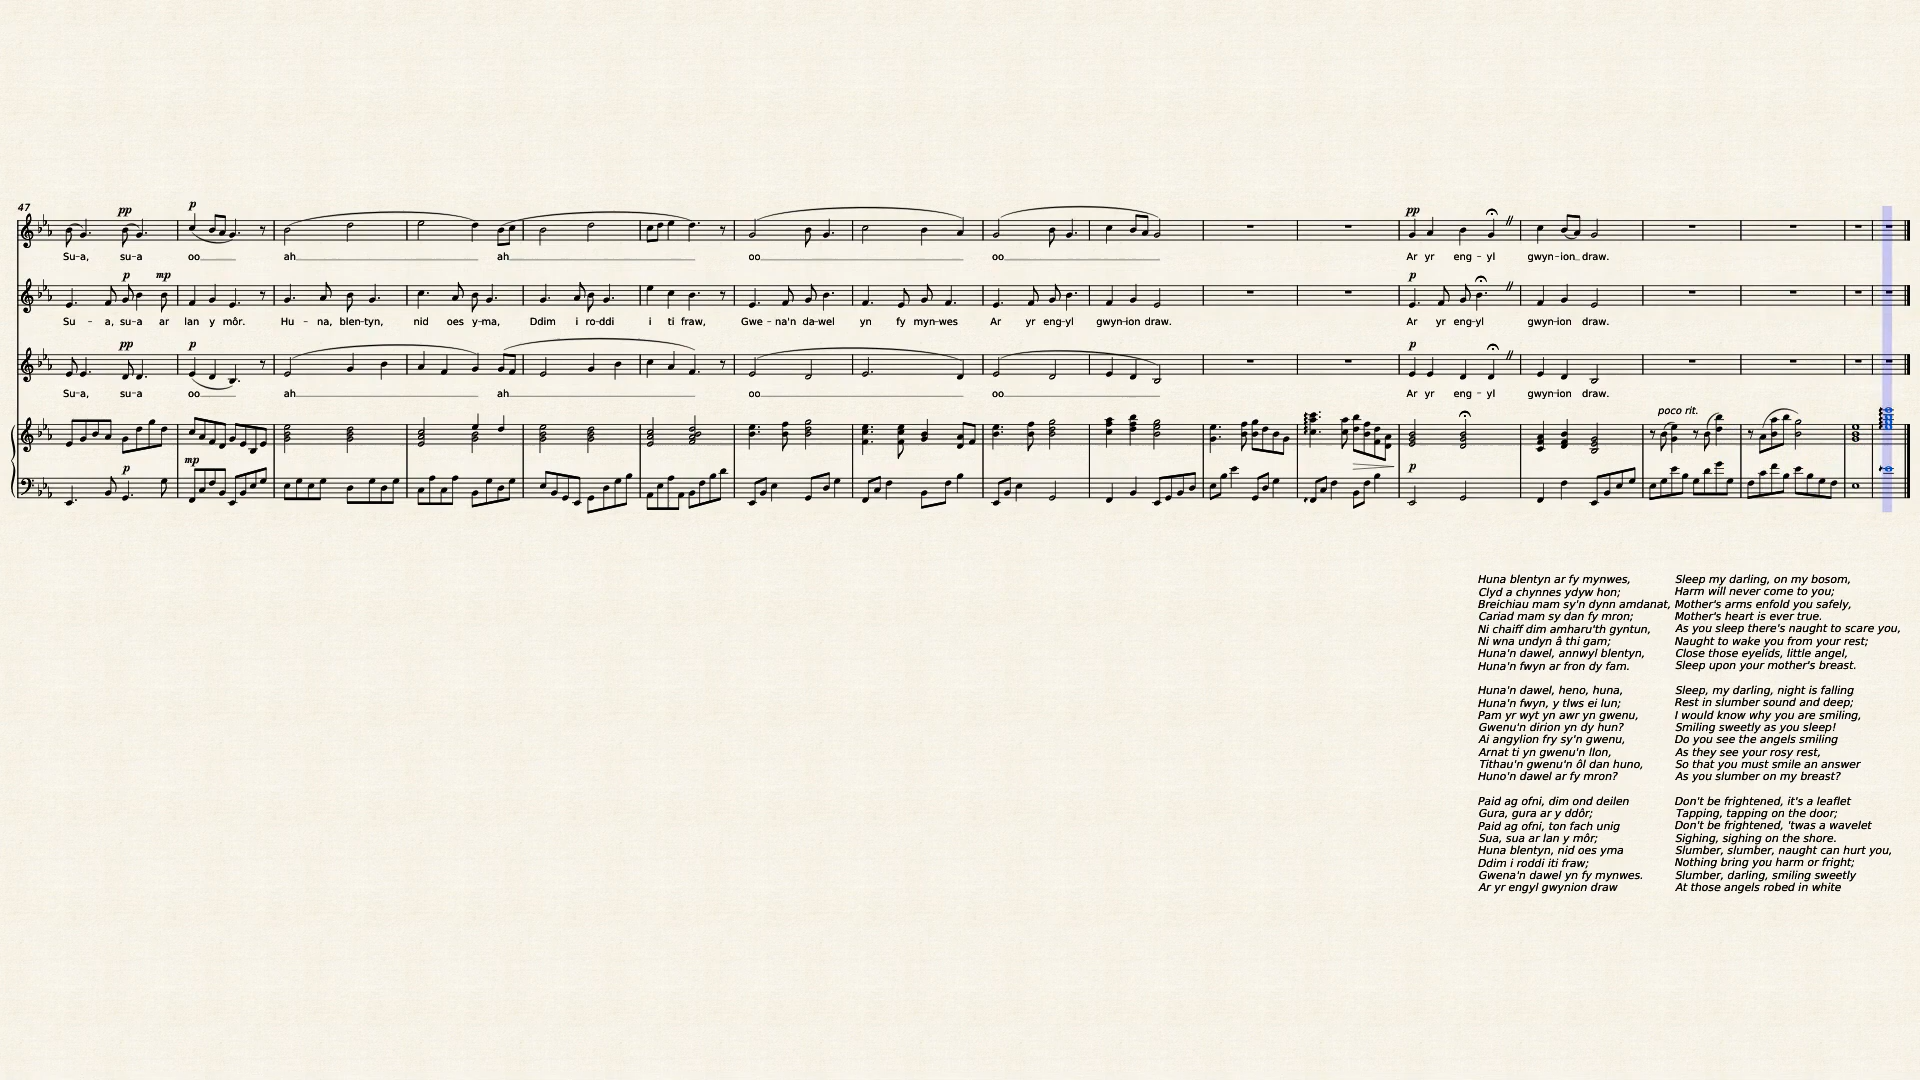 47
pp
p
Su-a, su-a oo ah ah oo oo Ar yr eng-yl gwyn-ion draw.
p mp
Su-a, su-a ar lan y môr. Hu-na, blen-tyn, nid oes y-ma, Ddim i ro-ddi i ti fraw, Gwe-na'n da-wel yn fy myn-wes Ar yr eng-yl gwyn-ion draw. Ar yr eng-yl gwyn-ion draw.
pp p p
Su-a, su-a oo ah ah oo oo Ar yr eng-yl gwyn-ion draw.
poco rit.
mp p p
Huna blentyn ar fy mynwes,
Clyd a chynnes ydyw hon;
Breichiau mam sy'n dynn amdanat,
Cariad mam sy dan fy mron;
Ni chaiff dim amharu'th gyntun,
Ni wna undyn â thi gam;
Huna'n dawel, annwyl blentyn,
Huna'n fwyn ar fron dy fam.
Huna'n dawel, heno, huna,
Huna'n fwyn, y tlws ei lun;
Pam yr wyt yn awr yn gwenu,
Gwenu'n dirion yn dy hun?
Ai angylion fry sy'n gwenu,
Arnat ti yn gwenu'n llon,
Tithau'n gwenu'n ôl dan huno,
Huno'n dawel ar fy mron?
Paid ag ofni, dim ond deilen
Gura, gura ar y ddôr;
Paid ag ofni, ton fach unig
Sua, sua ar lan y môr;
Huna blentyn, nid oes yma
Ddim i roddi iti fraw;
Gwena'n dawel yn fy mynwes.
Ar yr engyl gwynion draw
Sleep my darling, on my bosom,
Harm will never come to you;
Mother's arms enfold you safely,
Mother's heart is ever true.
As you sleep there's naught to scare you,
Naught to wake you from your rest;
Close those eyelids, little angel,
Sleep upon your mother's breast.
Sleep, my darling, night is falling
Rest in slumber sound and deep;
I would know why you are smiling,
Smiling sweetly as you sleep!
Do you see the angels smiling
As they see your rosy rest,
So that you must smile an answer
As you slumber on my breast?
Don't be frightened, it's a leaflet
Tapping, tapping on the door;
Don't be frightened, 'twas a wavelet
Sighing, sighing on the shore.
Slumber, slumber, naught can hurt you,
Nothing bring you harm or fright;
Slumber, darling, smiling sweetly
At those angels robed in white